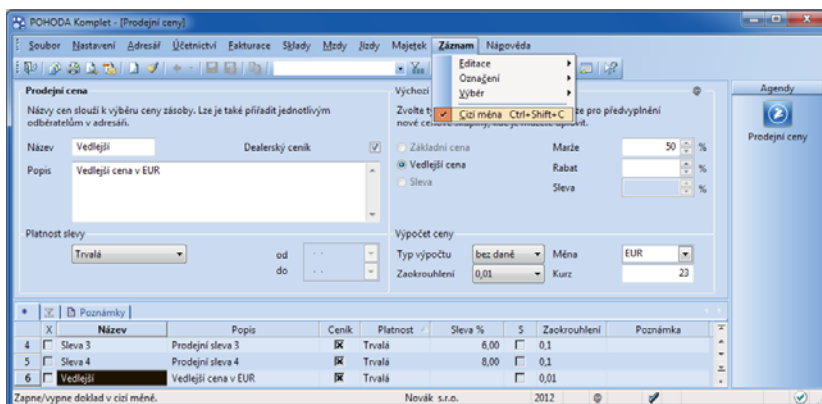 POHODA Komplet - [Prodejní ceny]
Soubor Nastavení Adresář Účetnictví Fakturace Sklady Mzdy Jízdy Majetek Záznam Nápověda
Editace
Označení
Výběr
Cizí měna Ctrl+Shift+C
Prodejní cena
Názvy cen slouží k výběru ceny zásoby. Lze je také přiřadit jednotlivým
odběratelům v adresáři.
Název Vedlejší Dealerský ceník
Popis Vedlejší cena v EUR
Platnost slevy
Trvalá od
do
Výchozí
Zvolte ze pro předvyplnění
nové
Základní cena Marže 50 %
Vedlejší cena Rabat %
Sleva Sleva %
Výpočet ceny
Typ výpočtu bez daně Měna EUR
Zaokrouhlení 0,01 Kurz 23
Agendy
Prodejní ceny
Poznámky
X Název Popis Ceník Platnost Sleva % S Zaokrouhlení Poznámka
4 Sleva 3 Prodejní sleva 3 Trvalá 6,00 0,1
5 Sleva 4 Prodejní sleva 4 Trvalá 8,00 0,1
6 Vedlejší Vedlejší cena v EUR Trvalá 0,01
Zapne/vypne doklad v cizí měně. Novák s.r.o. 2012 @